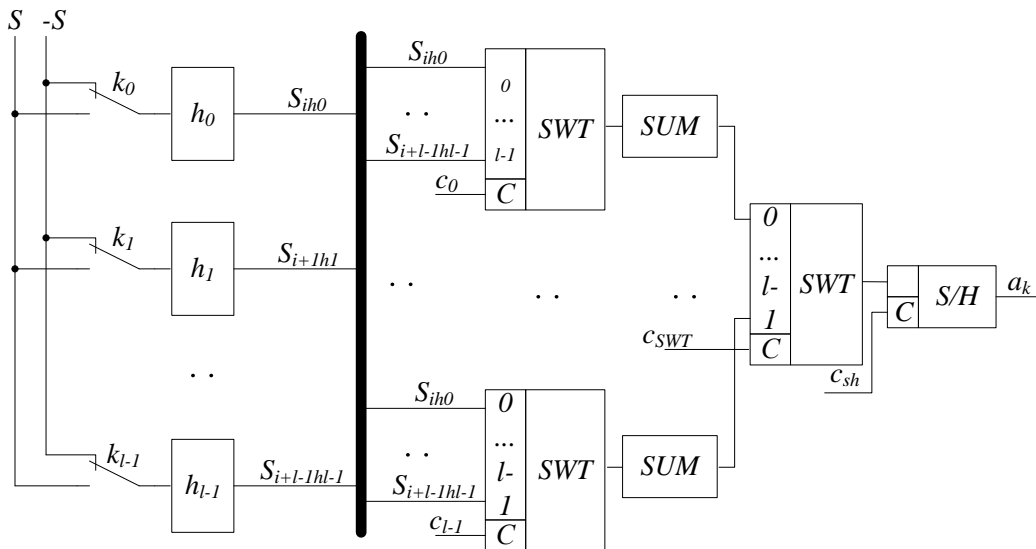 S -S
k0
h0
Sih0
k1
h1
Si+1h1
. .
kl-1
hl-1
Si+l-1hl-1
Sih0
. .
Si+l-1hl-1
c0
0
...
l-1
C
SWT
SUM
. .
. .
. .
Sih0
. .
Si+l-1hl-1
cl-1
0
...
l-
1
C
SWT
SUM
cSWT
0
...
l-
1
C
SWT
csh
C
S/H
ak